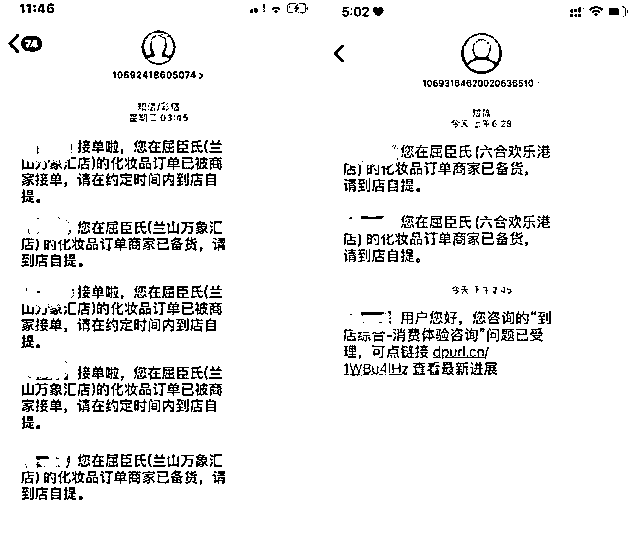 11:46
74
10692418605074
短信/彩信
星期三 03:45
接单啦，您在屈臣氏(兰
山万象汇店)的化妆品订单已被商
家接单，请在约定时间内到店自
提。
您在屈臣氏(兰山万象汇
店) 的化妆品订单商家已备货，请
到店自提。
接单啦，您在屈臣氏(兰
山万象汇店)的化妆品订单已被商
家接单，请在约定时间内到店自
提。
接单啦，您在屈臣氏(兰
山万象汇店)的化妆品订单已被商
家接单，请在约定时间内到店自
提。
您在屈臣氏(兰山万象汇
店) 的化妆品订单商家已备货，请
到店自提。
5:02
10693184620020636510
短信
今天 上午6:28
您在屈臣氏 (六合欢乐港
店) 的化妆品订单商家已备货，
请到店自提。
您在屈臣氏 (六合欢乐港
店) 的化妆品订单商家已备货，
请到店自提。
今天 下午2:45
用户您好，您咨询的“到
店综合-消费体验咨询”问题已受
理，可点链接 dpurl.cn/
1WBu4lHz 查看最新进展